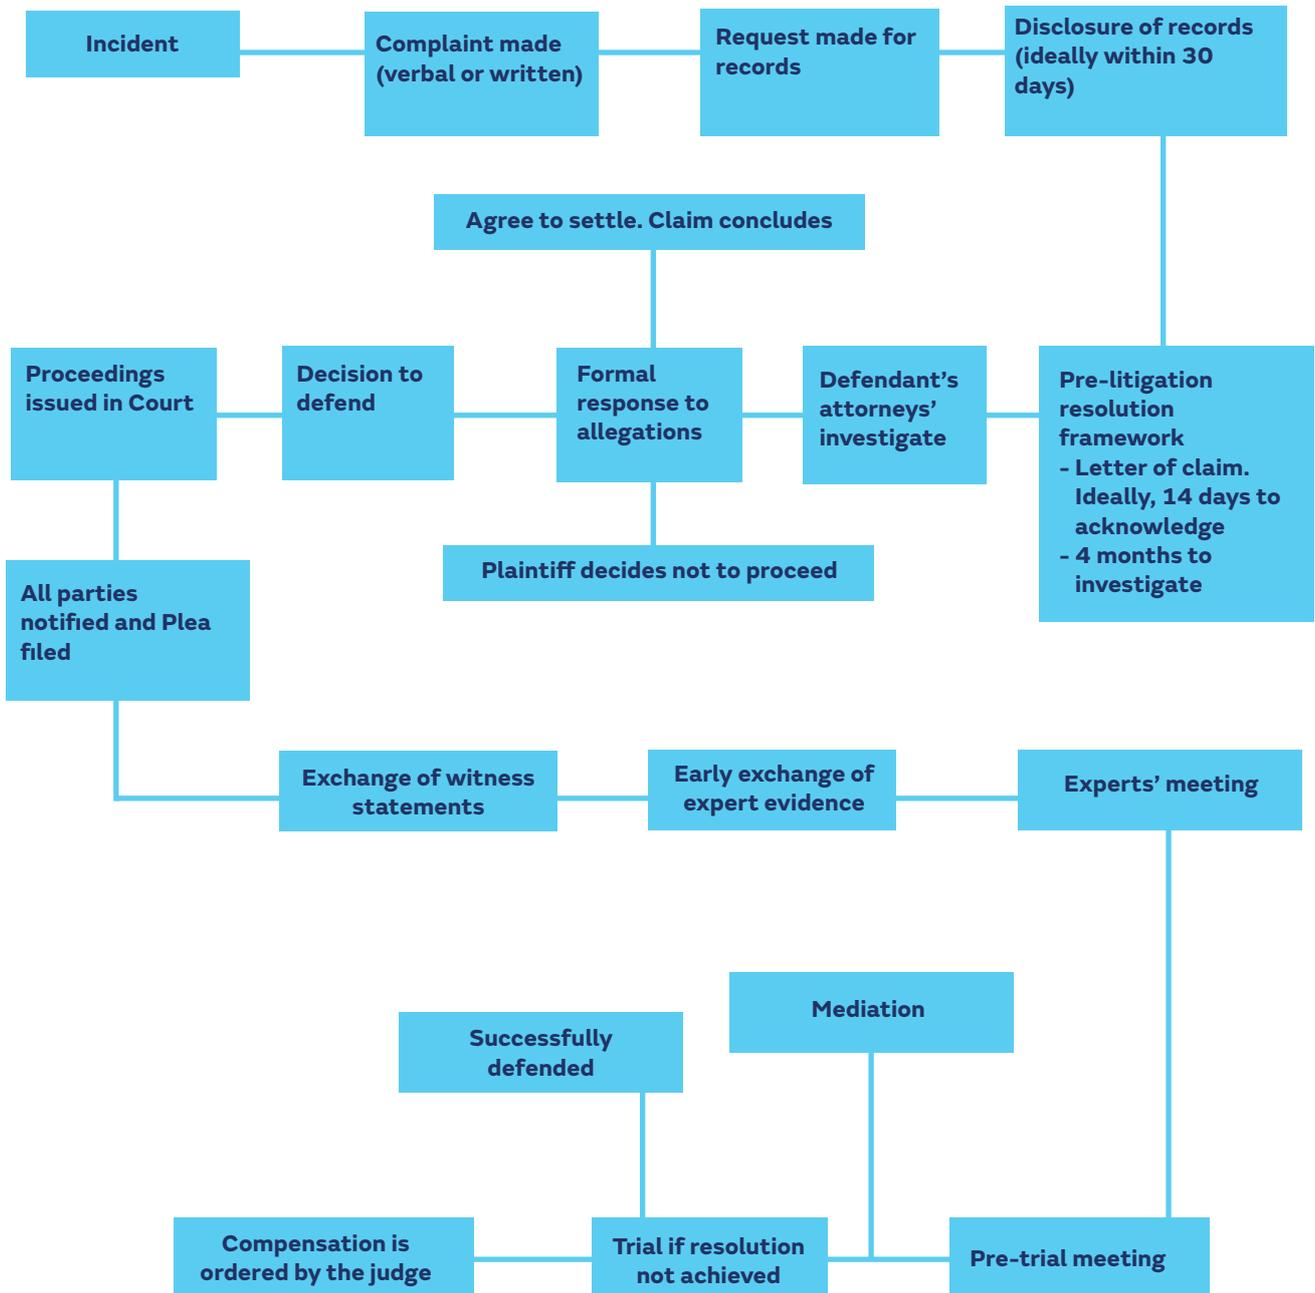 Incident
Complaint made
(verbal or written)
Request made for
records
Disclosure of records
(ideally within 30
days)
Agree to settle. Claim concludes
Proceedings
issued in Court
Decision to
defend
Formal
response to
allegations
Defendant’s
attorneys’
investigate
Pre-litigation
resolution
framework
- Letter of claim.
Ideally, 14 days to
acknowledge
- 4 months to
investigate
Plaintiff decides not to proceed
All parties
notified and Plea
filed
Exchange of witness
statements
Early exchange of
expert evidence
Experts’ meeting
Mediation
Successfully
defended
Compensation is
ordered by the judge
Trial if resolution
not achieved
Pre-trial meeting